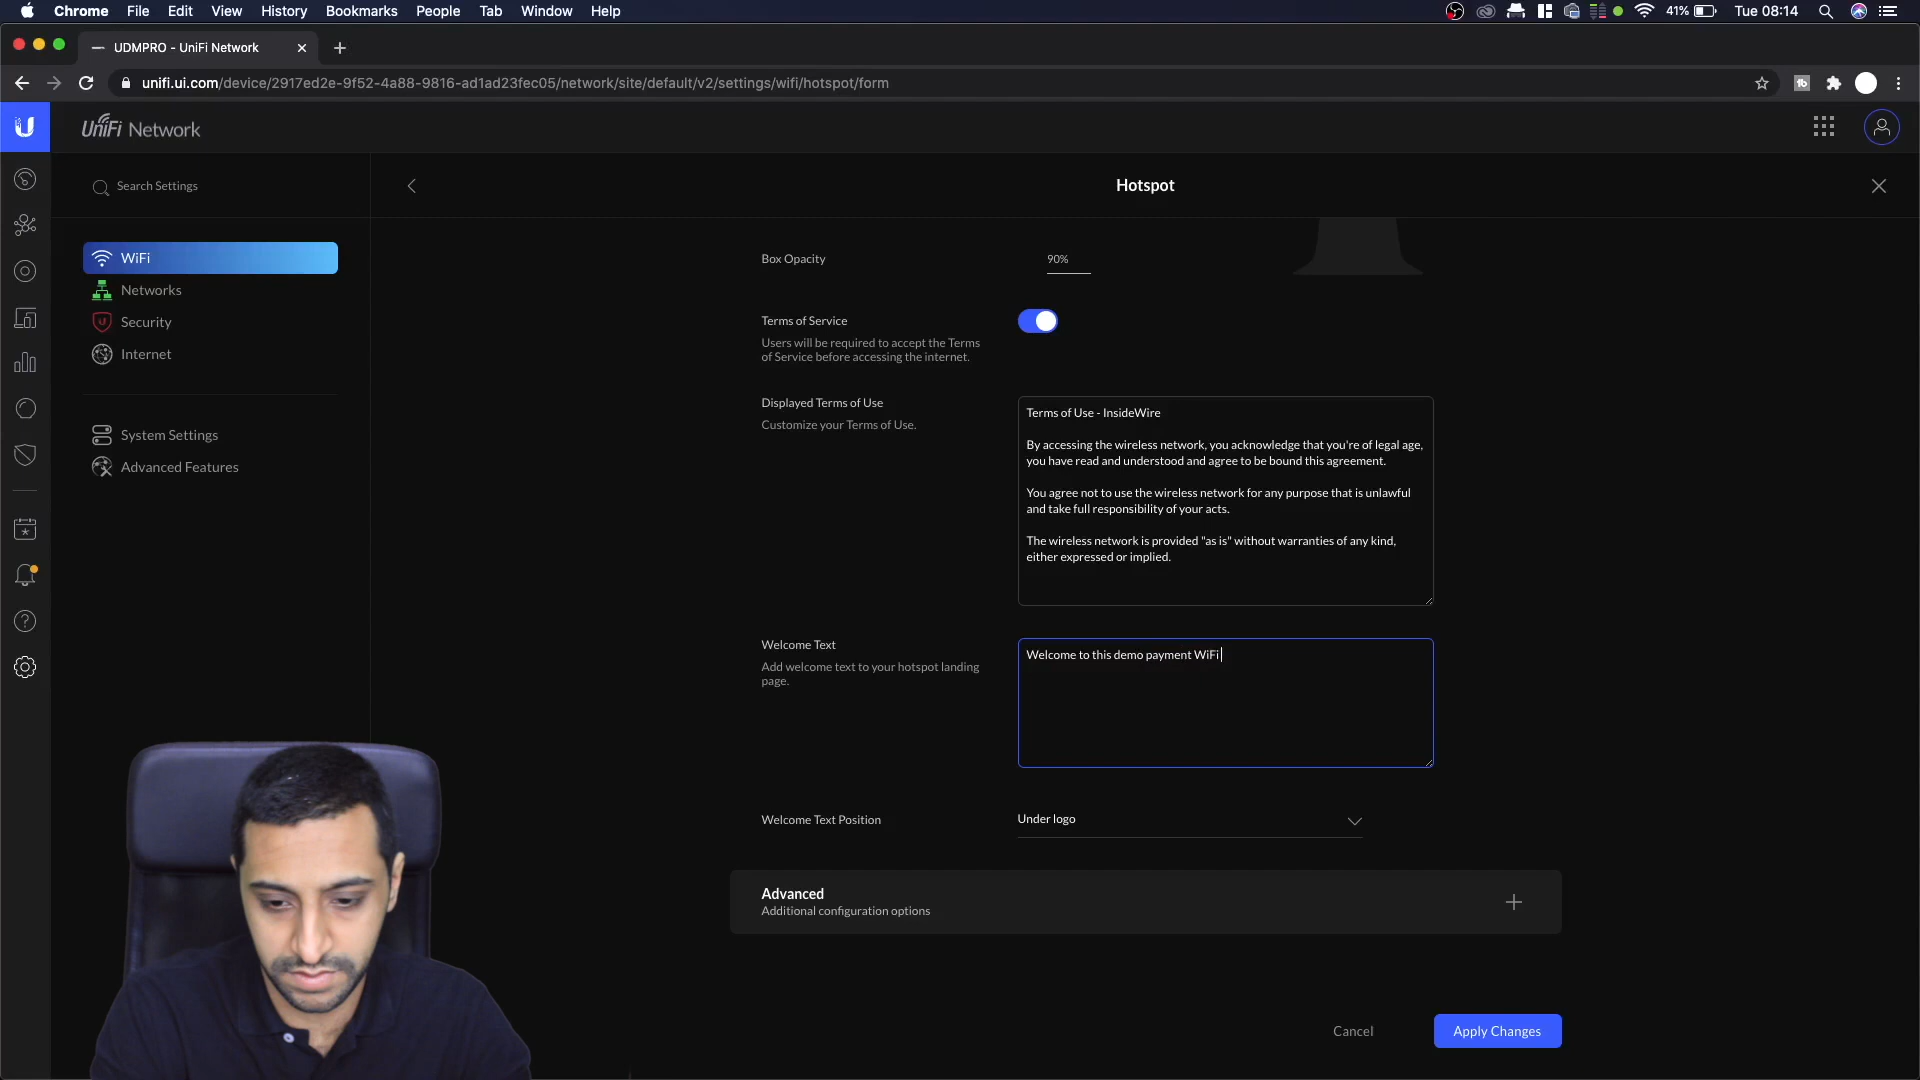 Chrome File Edit View History Bookmarks People Tab Window Help 41% Tue 08:14
UDMPRO - UniFi Network
unifi.ui.com/device/2917ed2e-9f52-4a88-9816-ad1ad23fec05/network/site/default/v2/settings/wifi/hotspot/form
UniFi Network
Search Settings
Hotspot
WiFi
Networks
Security
Internet
System Settings
Advanced Features
Box Opacity 90%
Terms of Service
Users will be required to accept the Terms
of Service before accessing the internet.
Displayed Terms of Use
Customize your Terms of Use.
Terms of Use - InsideWire
By accessing the wireless network, you acknowledge that you're of legal age,
you have read and understood and agree to be bound this agreement.
You agree not to use the wireless network for any purpose that is unlawful
and take full responsibility of your acts.
The wireless network is provided "as is" without warranties of any kind,
either expressed or implied.
Welcome Text
Add welcome text to your hotspot landing
page.
Welcome to this demo payment WiFi
Welcome Text Position Under logo
Advanced
Additional configuration options
Cancel Apply Changes